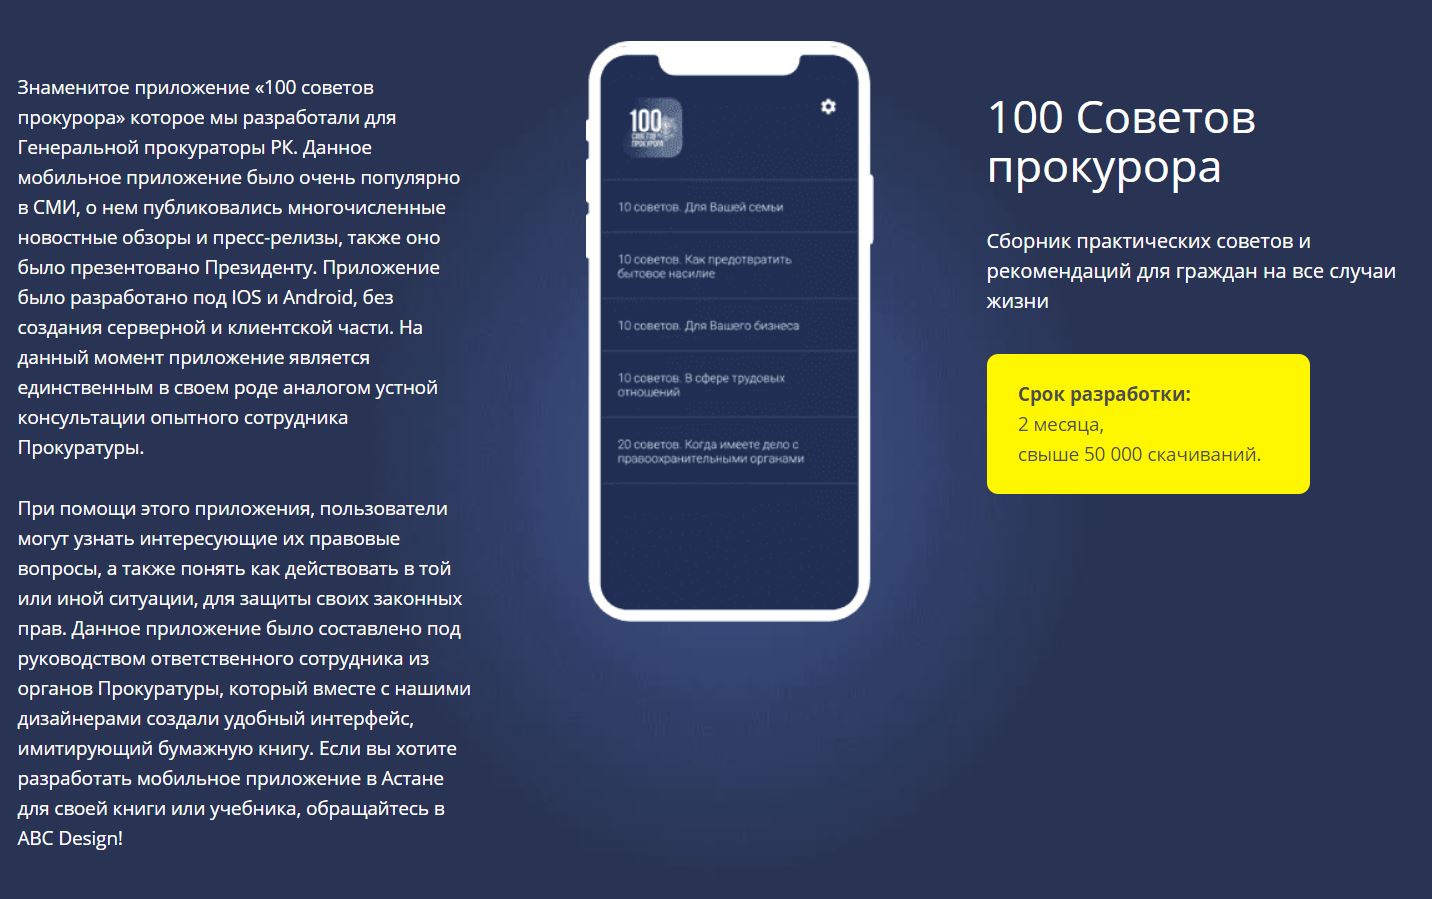 Знаменитое приложение «100 советов
прокурора» которое мы разработали для
Генеральной прокураторы РК. Данное
мобильное приложение было очень популярно
в СМИ, о нем публиковались многочисленные
новостные обзоры и пресс-релизы, также оно
было презентовано Президенту. Приложение
было разработано под IOS и Android, без
создания серверной и клиентской части. На
данный момент приложение является
единственным в своем роде аналогом устной
консультации опытного сотрудника
Прокуратуры.
При помощи этого приложения, пользователи
могут узнать интересующие их правовые
вопросы, а также понять как действовать в той
или иной ситуации, для защиты своих законных
прав. Данное приложение было составлено под
руководством ответственного сотрудника из
органов Прокуратуры, который вместе с нашими
дизайнерами создали удобный интерфейс,
имитирующий бумажную книгу. Если вы хотите
разработать мобильное приложение в Астане
для своей книги или учебника, обращайтесь в
ABC Design!
100
СОВЕТОВ
ПРОКУРОРА
10 советов. Для Вашей семьи
10 советов. Как предотвратить
бытовое насилие
10 советов. Для Вашего бизнеса
10 советов. В сфере трудовых
отношений
20 советов. Когда имеете дело с
правоохранительными органами
100 Советов
прокурора
Сборник практических советов и
рекомендаций для граждан на все случаи
жизни
Срок разработки:
2 месяца,
свыше 50 000 скачиваний.